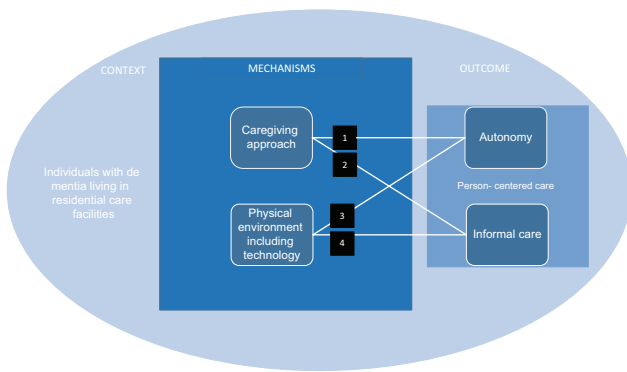 CONTEXT
MECHANISMS
OUTCOME
Individuals with de
mentia living in
residential care
facilities
Caregiving
approach
Physical
environment
including
technology
1
2
3
4
Autonomy
Person- centered care
Informal care